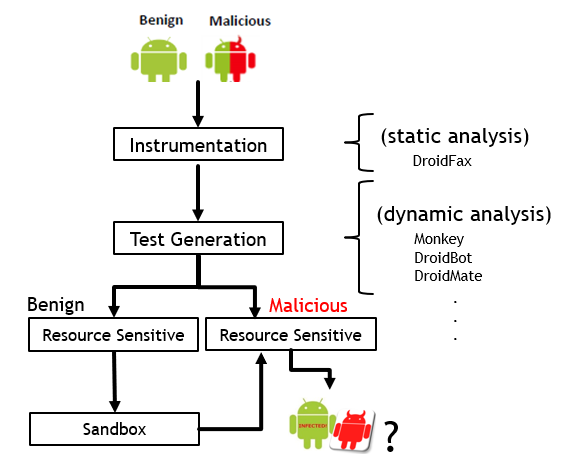 Benign Malicious
Instrumentation
(static analysis)
DroidFax
Test Generation
(dynamic analysis)
Monkey
DroidBot
DroidMate
.
.
.
Benign
Malicious
Resource Sensitive
Resource Sensitive
Sandbox
INFECTED!
?